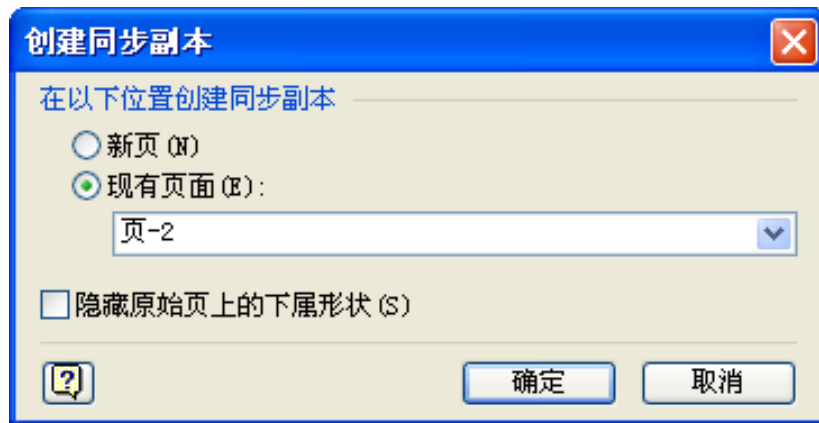 创建同步副本
在以下位置创建同步副本
新页(N)
现有页面(E):
页-2
隐藏原始页上的下属形状(S)
?
确定 取消